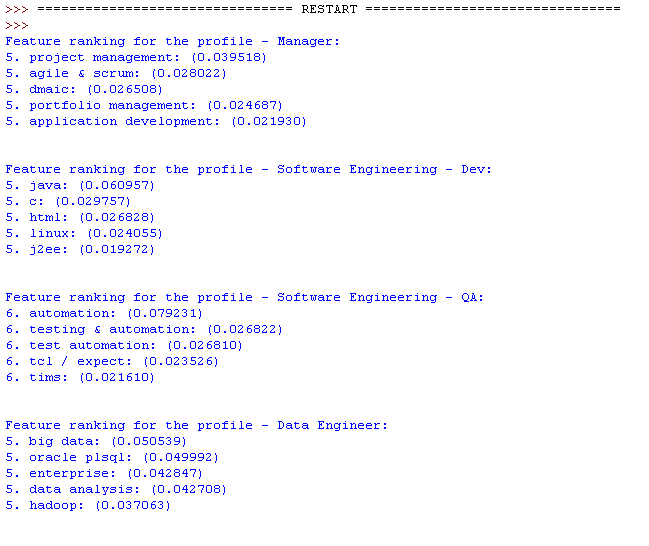 >>> ================================ RESTART ================================
>>>
Feature ranking for the profile - Manager:
5. project management: (0.039518)
5. agile & scrum: (0.028022)
5. dmaic: (0.026508)
5. portfolio management: (0.024687)
5. application development: (0.021930)
Feature ranking for the profile - Software Engineering - Dev:
5. java: (0.060957)
5. c: (0.029757)
5. html: (0.026828)
5. linux: (0.024055)
5. j2ee: (0.019272)
Feature ranking for the profile - Software Engineering - QA:
6. automation: (0.079231)
6. testing & automation: (0.026822)
6. test automation: (0.026810)
6. tcl / expect: (0.023526)
6. tims: (0.021610)
Feature ranking for the profile - Data Engineer:
5. big data: (0.050539)
5. oracle plsql: (0.049992)
5. enterprise: (0.042847)
5. data analysis: (0.042708)
5. hadoop: (0.037063)